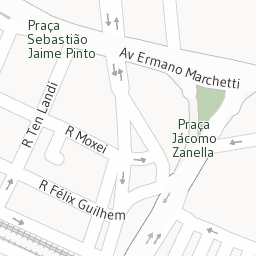 Praça
Sebastião
Jaime Pinto
Av Ermano Marchetti
R Ten Landi
R Moxei
Praça
Jácomo
Zanella
R Félix Guilhem